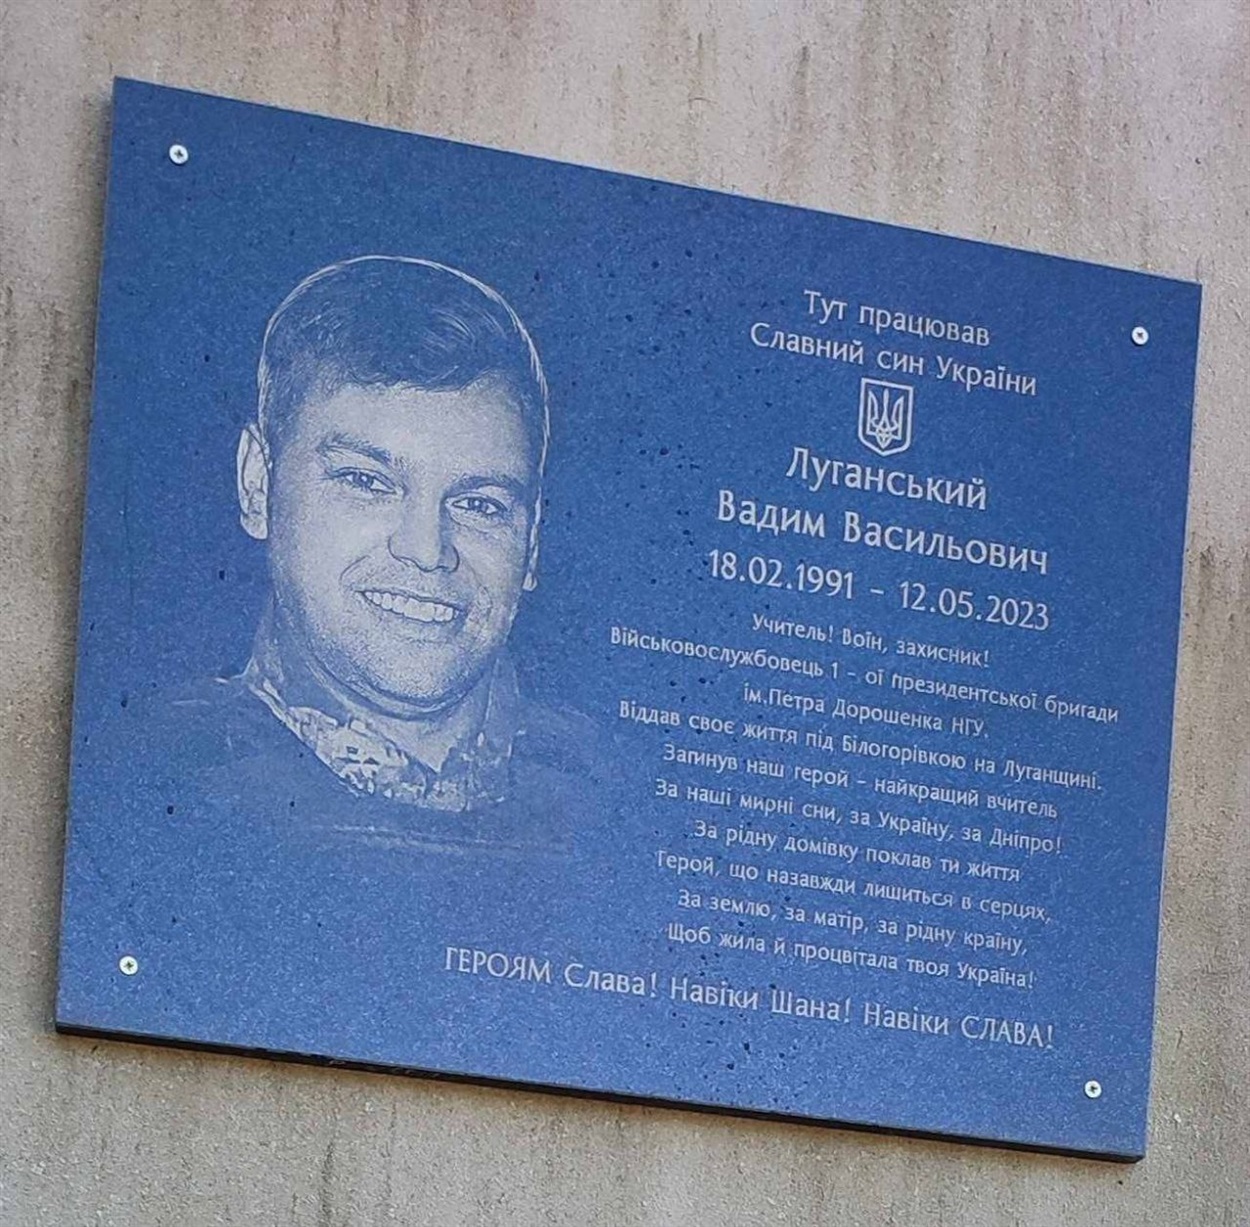 Тут працював
Славний син України
Луганський
Вадим Васильович
18.02.1991 - 12.05.2023
Учитель! Воїн, захисник!
Військовослужбовець 1 - ої президентської бригади
ім.Петра Дорошенка НГУ.
Віддав своє життя під Білогорівкою на Луганщині.
Загинув наш герой - найкращий вчитель
За наші мирні сни, за Україну, за Дніпро!
За рідну домівку поклав ти життя
Герой, що назавжди лишиться в серцях,
За землю, за матір, за рідну країну,
Щоб жила й процвітала твоя Україна!
ГЕРОЯМ Слава! Навіки Шана! Навіки СЛАВА!